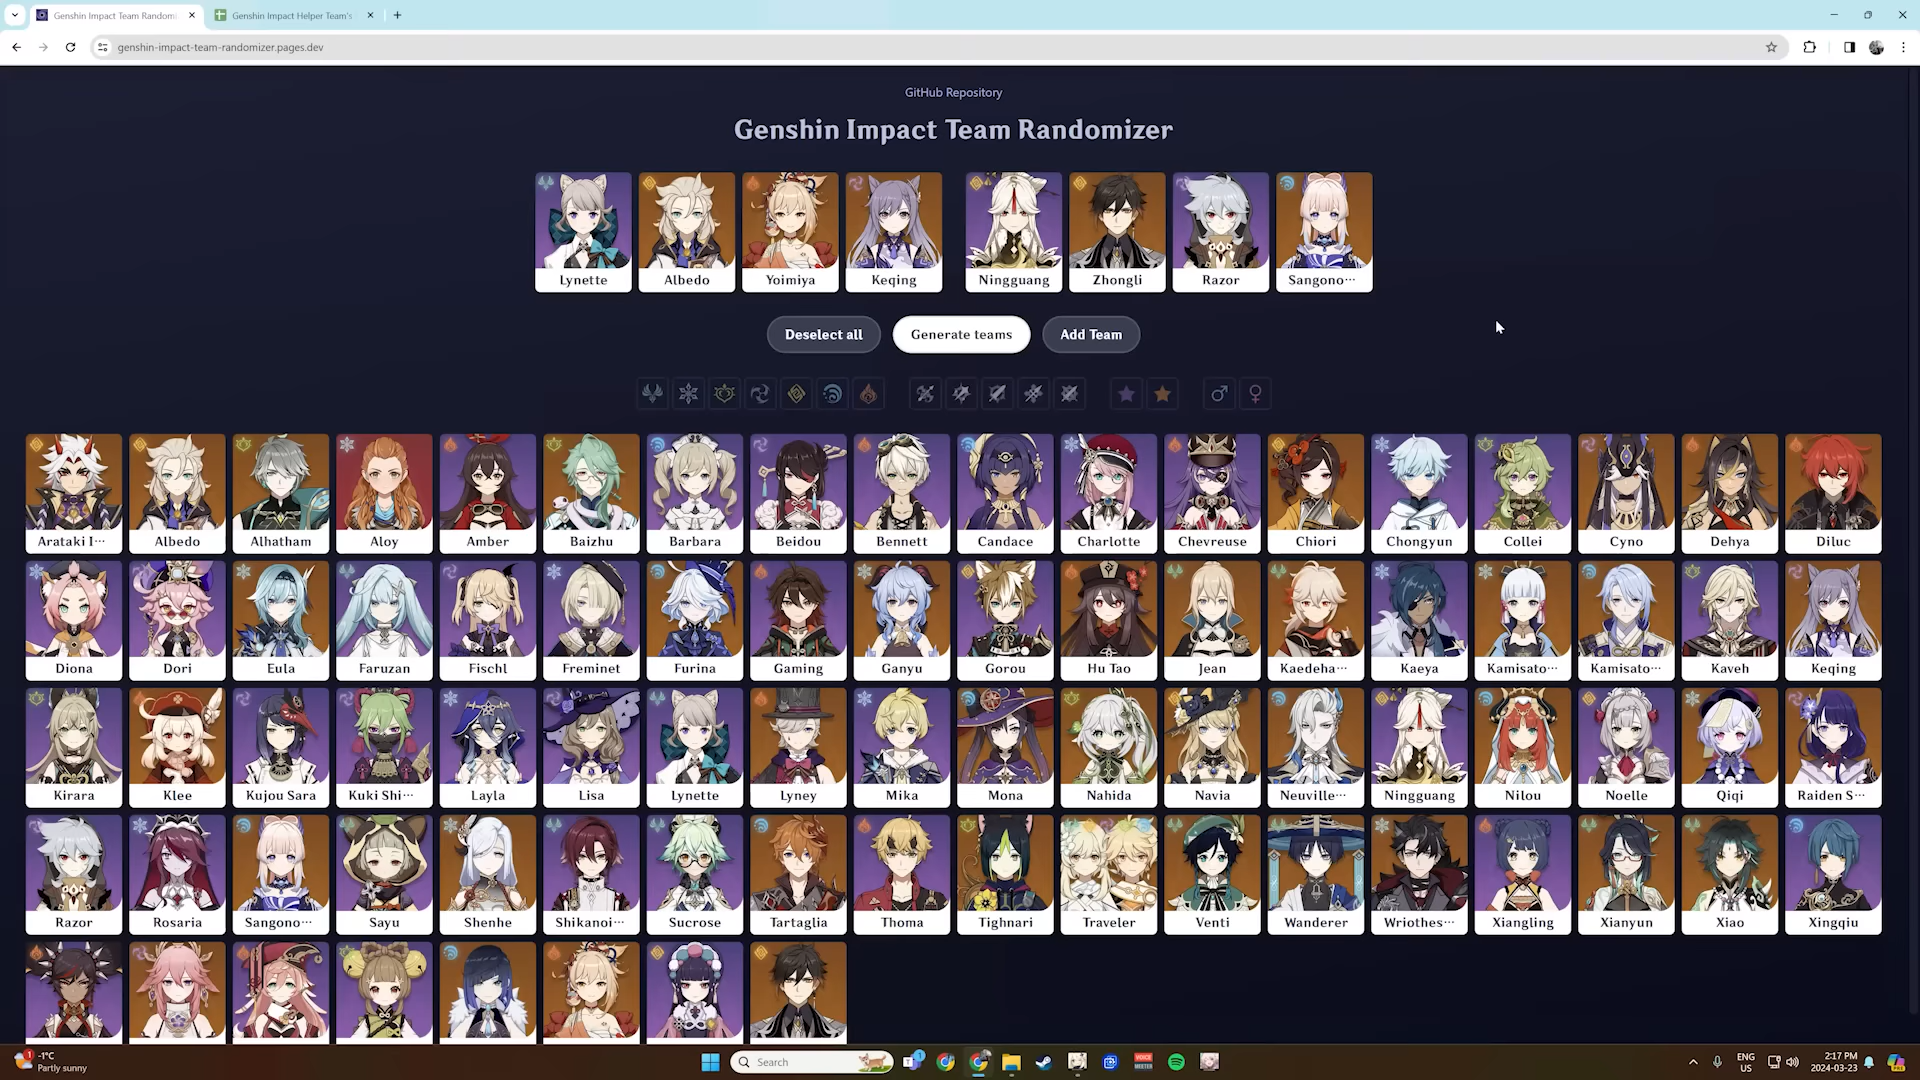 Genshin Impact Team Randomi
Genshin Impact Helper Team's
genshin-impact-team-randomizer.pages.dev
GitHub Repository
Genshin Impact Team Randomizer
Lynette Albedo Yoimiya Keqing Ningguang Zhongli Razor Sangono···
Deselect all Generate teams Add Team
Arataki I··· Albedo Alhatham Aloy Amber Baizhu Barbara Beidou Bennett Candace Charlotte Chevreuse Chiori Chongyun Collei Cyno Dehya Diluc
Diona Dori Eula Faruzan Fischl Freminet Furina Gaming Ganyu Gorou Hu Tao Jean Kaedeha··· Kaeya Kamisato··· Kamisato··· Kaveh Keqing
Kirara Klee Kujou Sara Kuki Shi··· Layla Lisa Lynette Lyney Mika Mona Nahida Navia Neuville··· Ningguang Nilou Noelle Qiqi Raiden S···
Razor Rosaria Sangono··· Sayu Shenhe Shikanoi··· Sucrose Tartaglia Thoma Tighnari Traveler Venti Wanderer Wriothes··· Xiangling Xianyun Xiao Xingqiu
1
-1°C
Partly sunny
Search
1
VOICE
MEETER
ENG
US
2:17 PM
2024-03-23
PRE